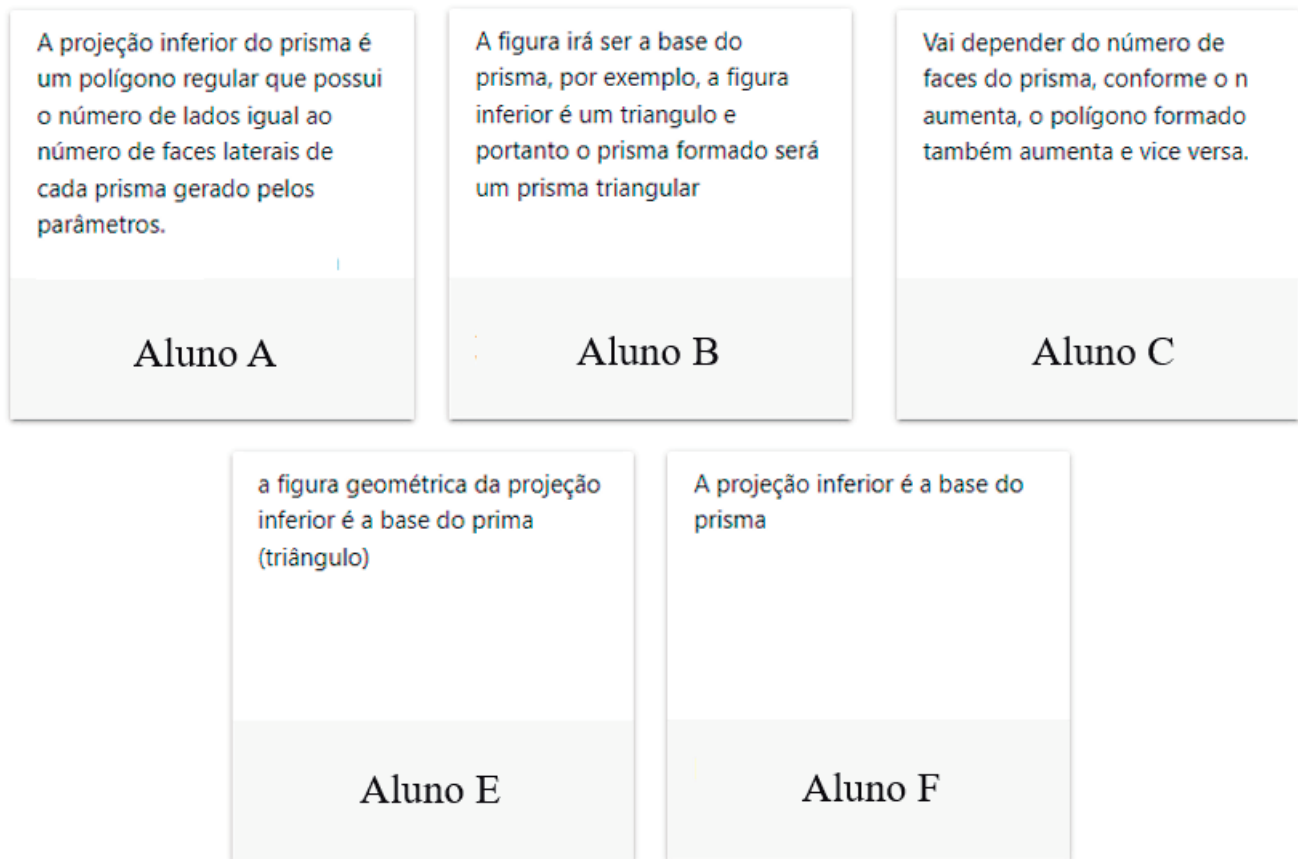 A projeção inferior do prisma é
um polígono regular que possui
o número de lados igual ao
número de faces laterais de
cada prisma gerado pelos
parâmetros.
Aluno A
A figura irá ser a base do
prisma, por exemplo, a figura
inferior é um triangulo e
portanto o prisma formado será
um prisma triangular
Aluno B
Vai depender do número de
faces do prisma, conforme o n
aumenta, o polígono formado
também aumenta e vice versa.
Aluno C
a figura geométrica da projeção
inferior é a base do prima
(triângulo)
Aluno E
A projeção inferior é a base do
prisma
Aluno F